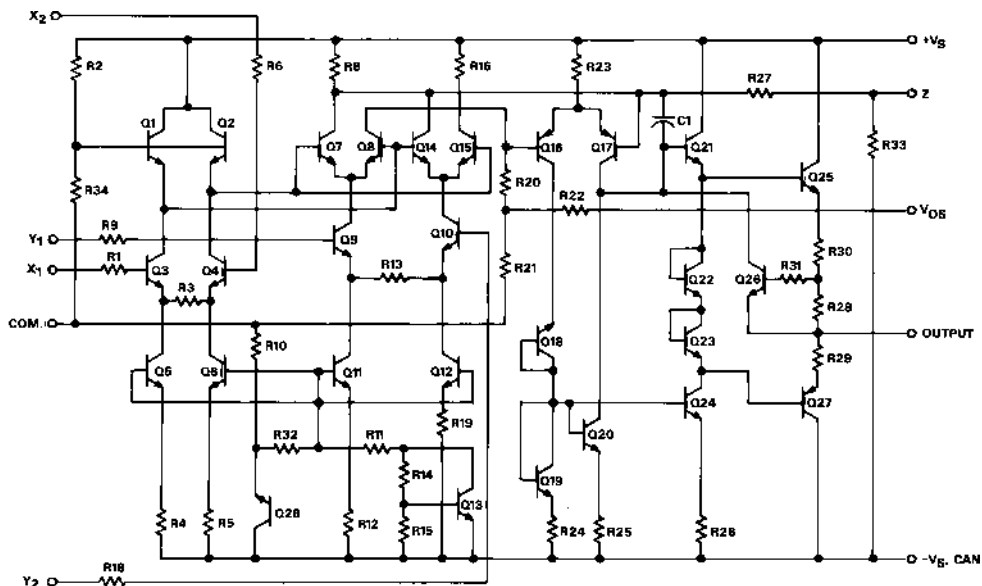 X2
+VS
R2 R6 R8 R16 R23
R27
Z
C1
Q1 Q2 Q7 Q8 Q14 Q15 Q16 Q17 Q21
R33
Q25
R34 R20
R22
VOS
Y1 R9 Q9 Q10
X1 R1 Q3 Q4 R13 R21 Q22 Q26 R31 R30
R3 R28
COM. OUTPUT
R10 Q18 Q23 R29
Q5 Q6 Q11 Q12 Q24 Q27
R19
R32 R11 Q20
R14 Q19
Q13
R4 R5 Q28 R12 R15 R24 R25 R26
-VS, CAN
Y2 R18